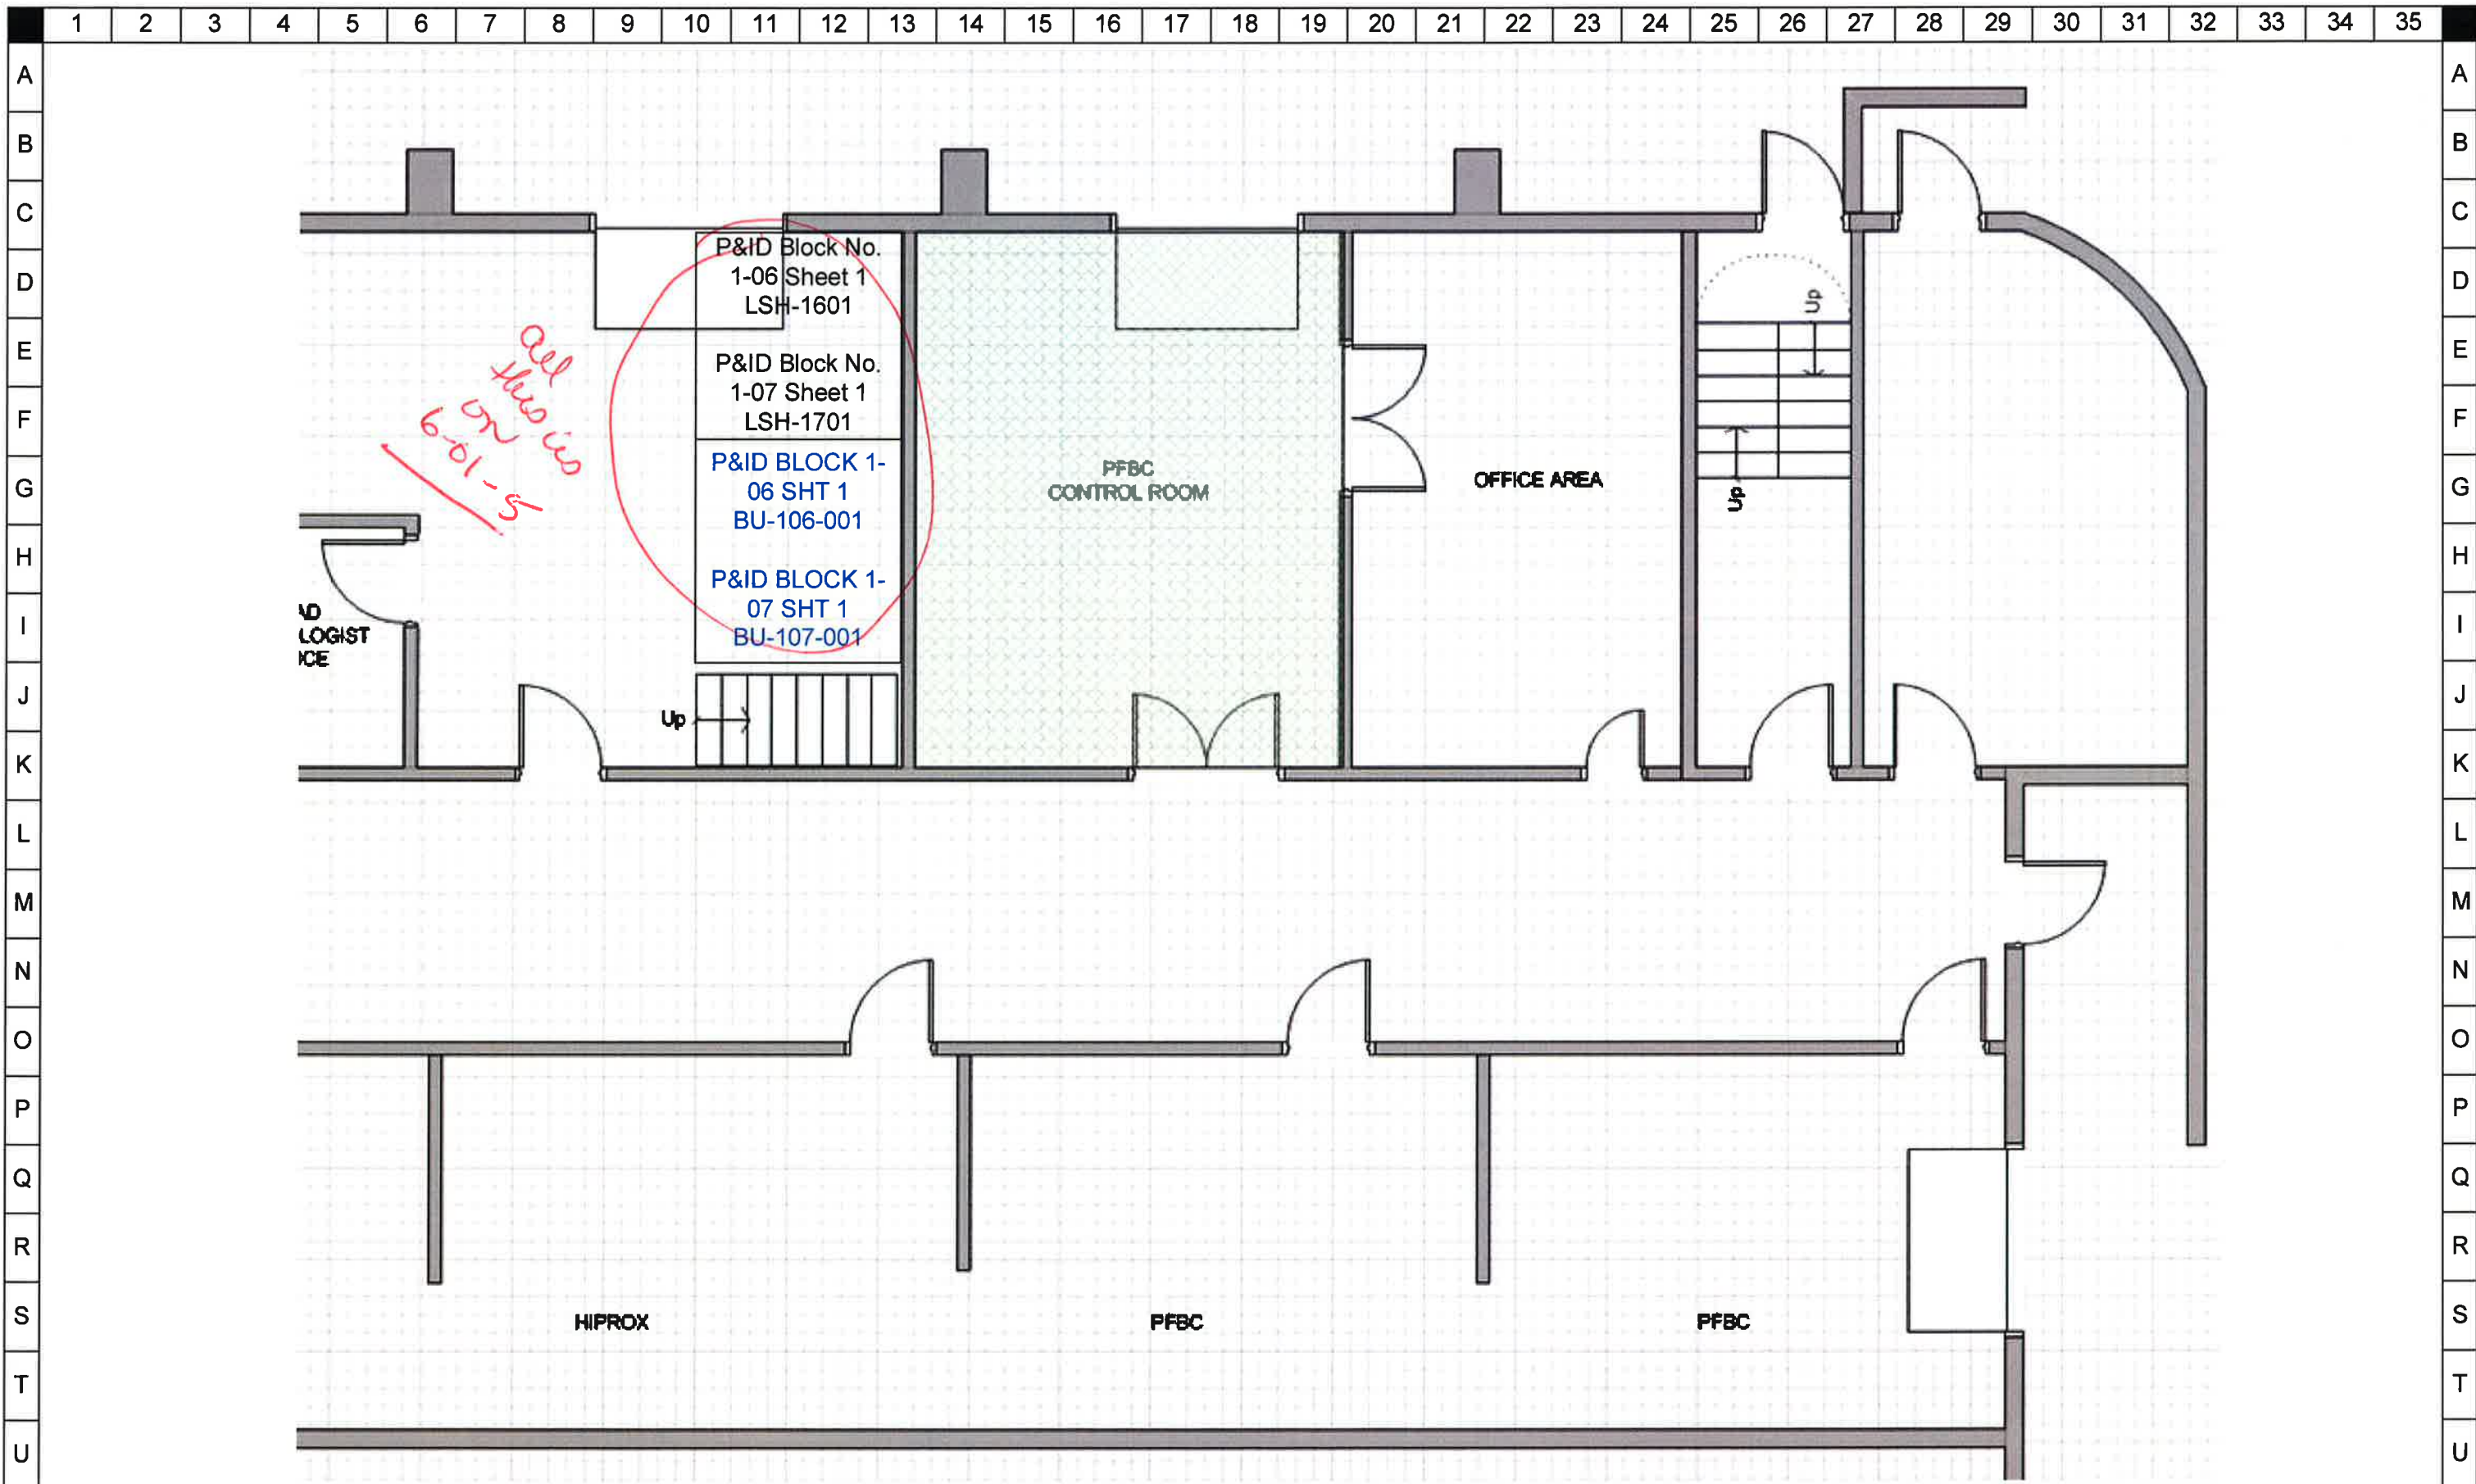 1 2 3 4 5 6 7 8 9 10 11 12 13 14 15 16 17 18 19 20 21 22 23 24 25 26 27 28 29 30 31 32 33 34 35
A A
B B
C C
P&ID Block No.
1-06 Sheet 1
LSH-1601
D D
Up
E E
all
this is
on
6-01-5
P&ID Block No.
1-07 Sheet 1
LSH-1701
F F
P&ID BLOCK 1-
06 SHT 1
BU-106-001
PFBC
CONTROL ROOM
OFFICE AREA
Up
G G
H H
P&ID BLOCK 1-
07 SHT 1
BU-107-001
I I
AD
LOGIST
ICE
J J
Up
K K
L L
M M
N N
O O
P P
Q Q
R R
S S
HIPROX PFBC PFBC
T T
U U